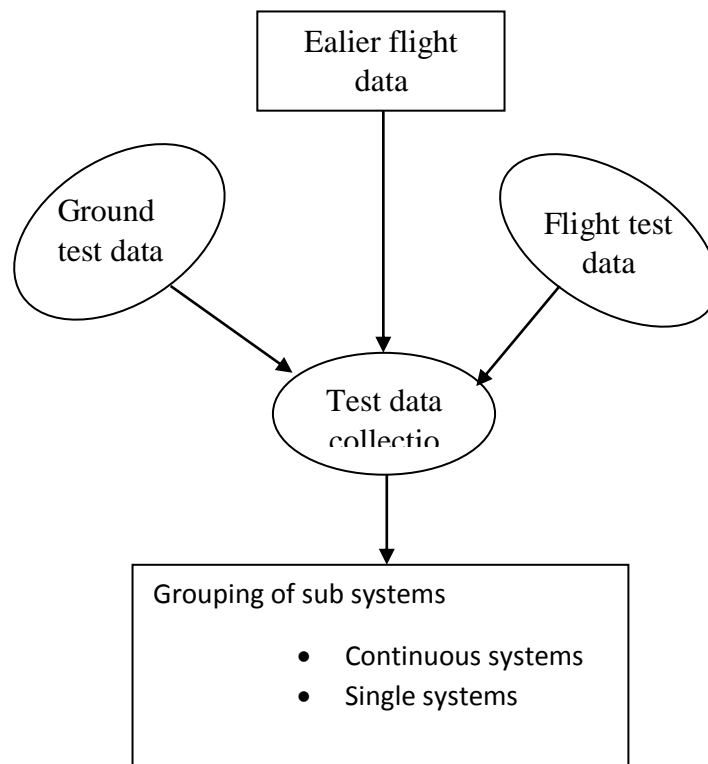 Ealier flight
data
Ground
test data
Flight test
data
Test data
collectio
Grouping of sub systems
• Continuous systems
• Single systems